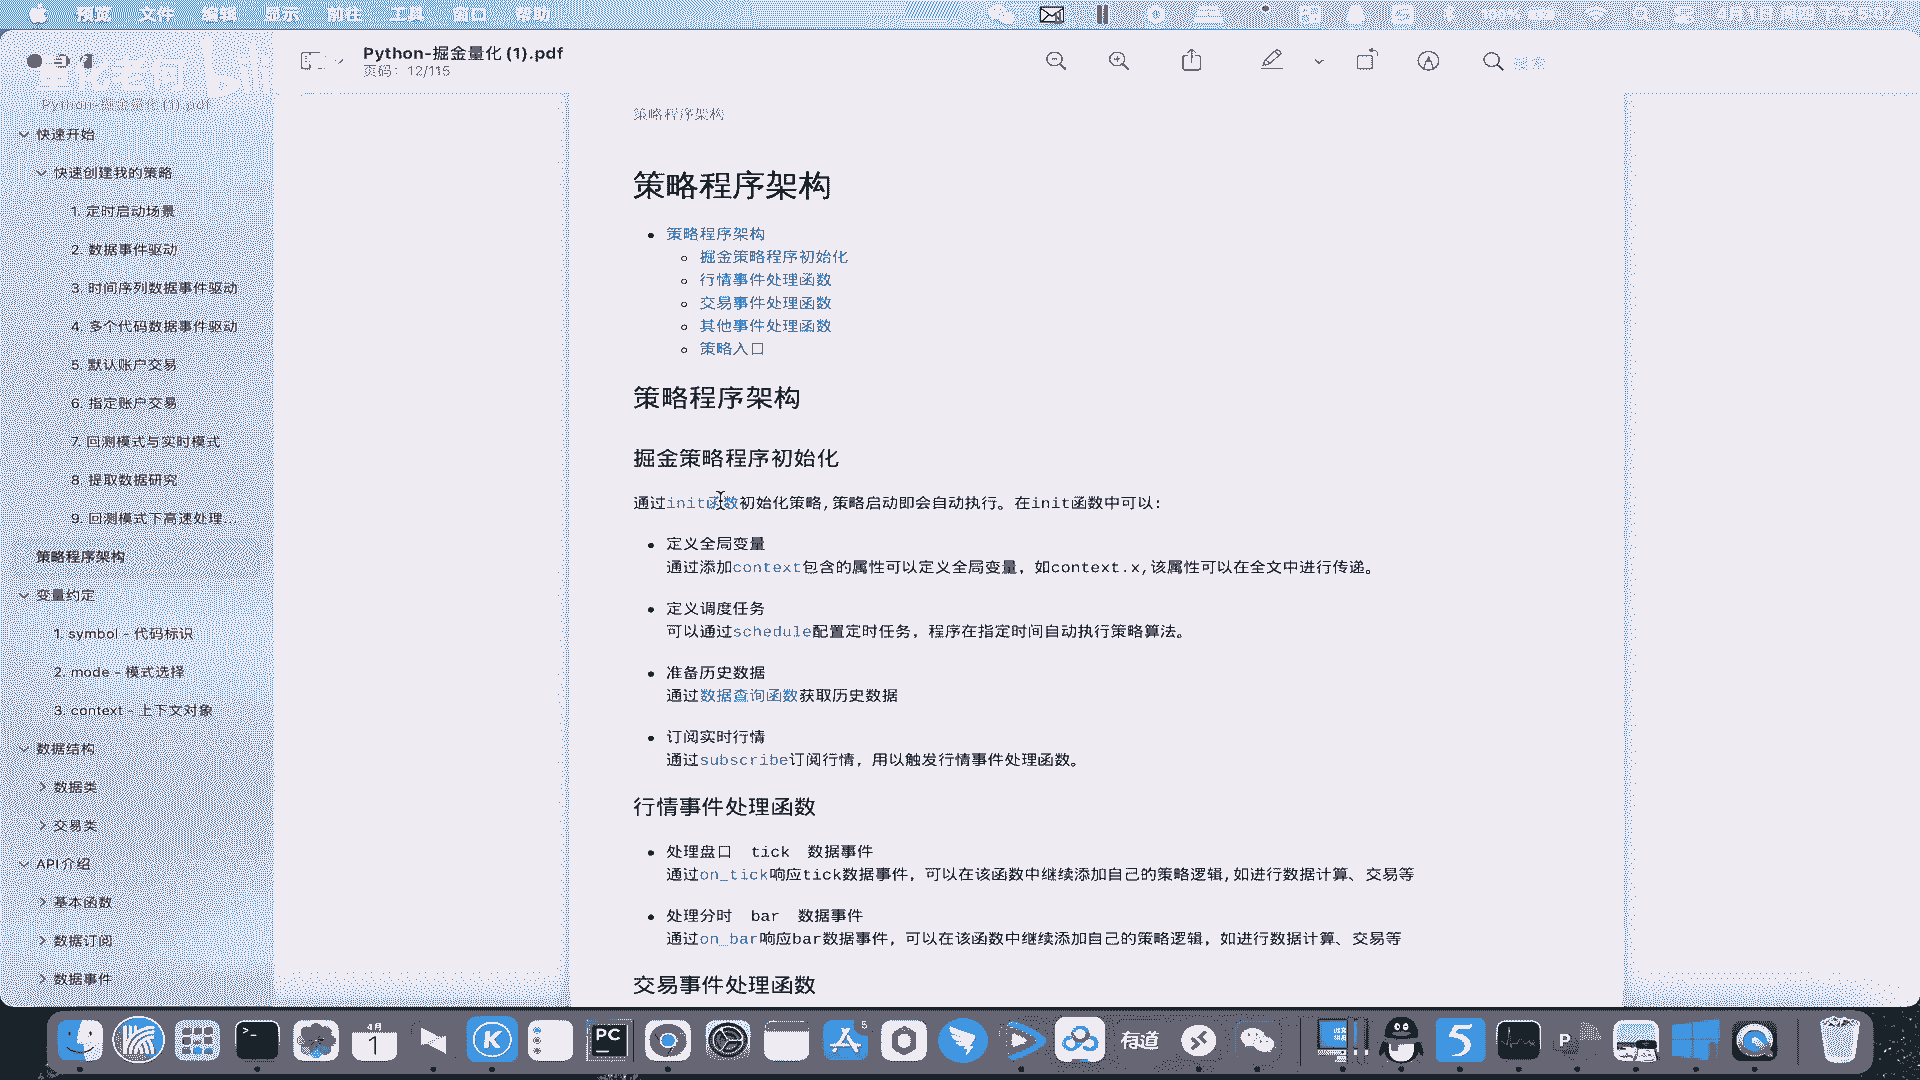 预览 文件 编辑 显示 前往 工具 窗口 帮助
Python-掘金量化 (1).pdf
页码：12/115
搜索
Python-掘金量化 (1).pdf
快速开始
快速创建我的策略
1. 定时启动场景
2. 数据事件驱动
3. 时间序列数据事件驱动
4. 多个代码数据事件驱动
5. 默认账户交易
6. 指定账户交易
7. 回测模式与实时模式
8. 提取数据研究
9. 回测模式下高速处理...
策略程序架构
变量约定
1. symbol - 代码标识
2. mode - 模式选择
3. context - 上下文对象
数据结构
数据类
交易类
API介绍
基本函数
数据订阅
数据事件
策略程序架构
策略程序架构
• 策略程序架构
○ 掘金策略程序初始化
○ 行情事件处理函数
○ 交易事件处理函数
○ 其他事件处理函数
○ 策略入口
策略程序架构
掘金策略程序初始化
通过init函数初始化策略,策略启动即会自动执行。在init函数中可以:
• 定义全局变量
通过添加context包含的属性可以定义全局变量，如context.x,该属性可以在全文中进行传递。
• 定义调度任务
可以通过schedule配置定时任务，程序在指定时间自动执行策略算法。
• 准备历史数据
通过数据查询函数获取历史数据
• 订阅实时行情
通过subscribe订阅行情，用以触发行情事件处理函数。
行情事件处理函数
• 处理盘口 tick 数据事件
通过on_tick响应tick数据事件，可以在该函数中继续添加自己的策略逻辑,如进行数据计算、交易等
• 处理分时 bar 数据事件
通过on_bar响应bar数据事件，可以在该函数中继续添加自己的策略逻辑，如进行数据计算、交易等
交易事件处理函数
4月
1
PC
5
有道
5
P